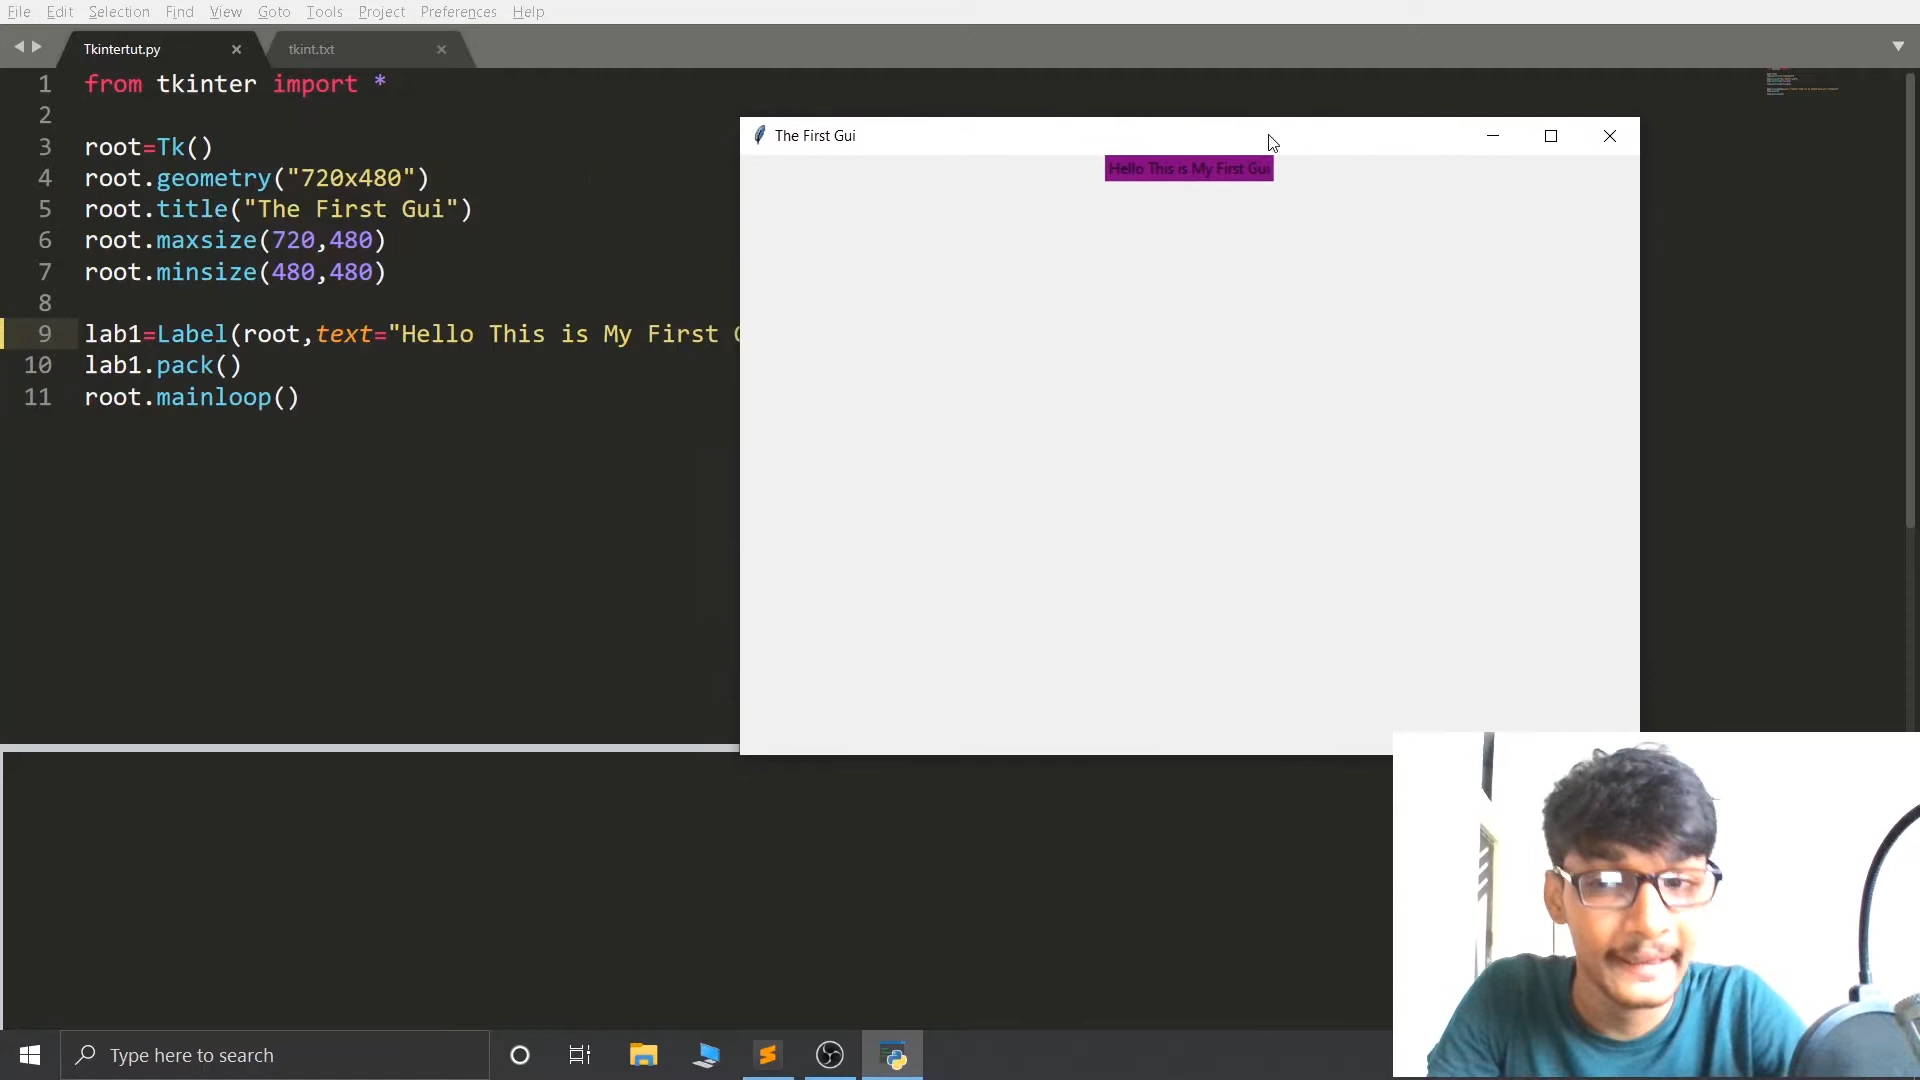 File Edit Selection Find View Goto Tools Project Preferences Help
Tkintertut.py
tkint.txt
1 from tkinter import *
2
3 root=Tk()
4 root.geometry("720x480")
5 root.title("The First Gui")
6 root.maxsize(720,480)
7 root.minsize(480,480)
8
9 lab1=Label(root,text="Hello This is My First
10 lab1.pack()
11 root.mainloop()
The First Gui
Hello This is My First Gui
Type here to search